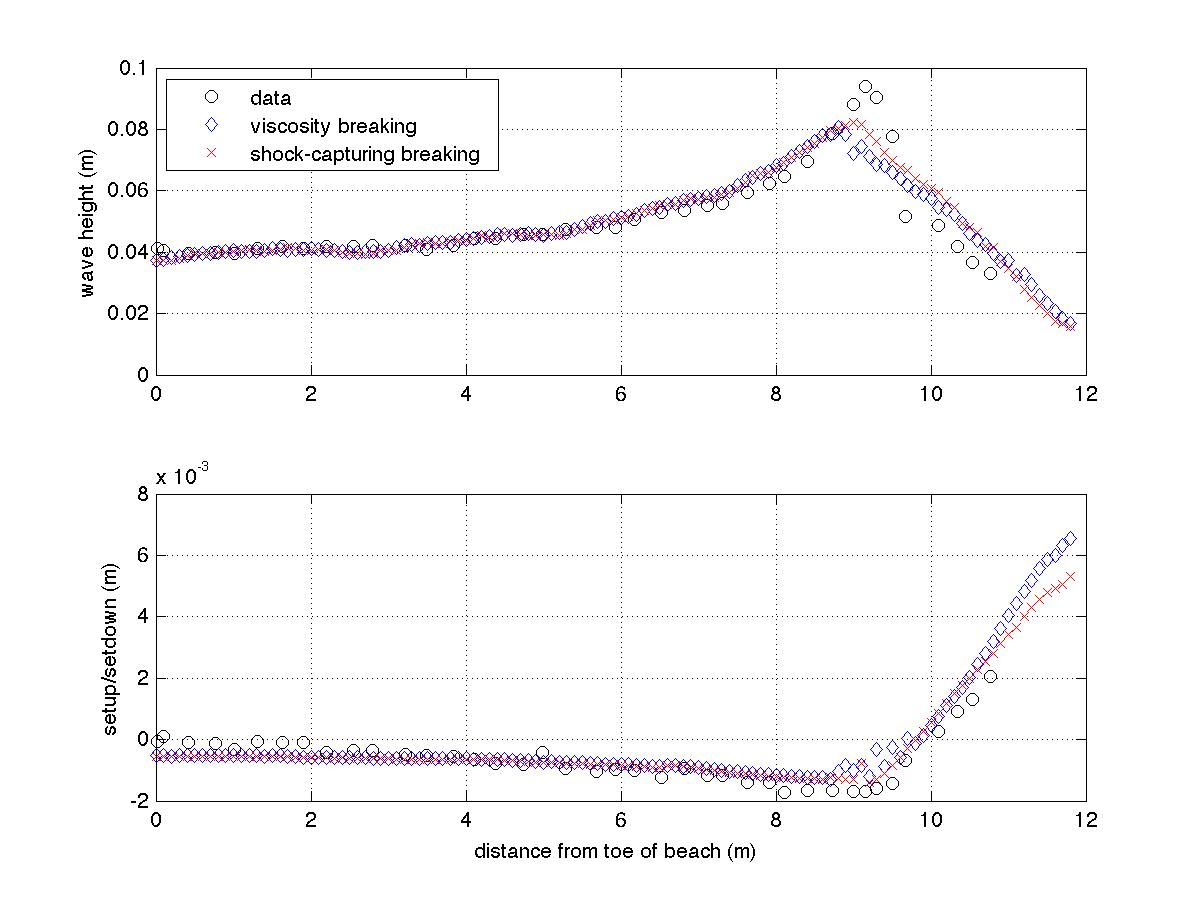 0.1
0.08
0.06
0.04
0.02
0
wave height (m)
data
viscosity breaking
shock-capturing breaking
0 2 4 6 8 10 12
x 10-3
8
6
4
2
0
-2
setup/setdown (m)
0 2 4 6 8 10 12
distance from toe of beach (m)